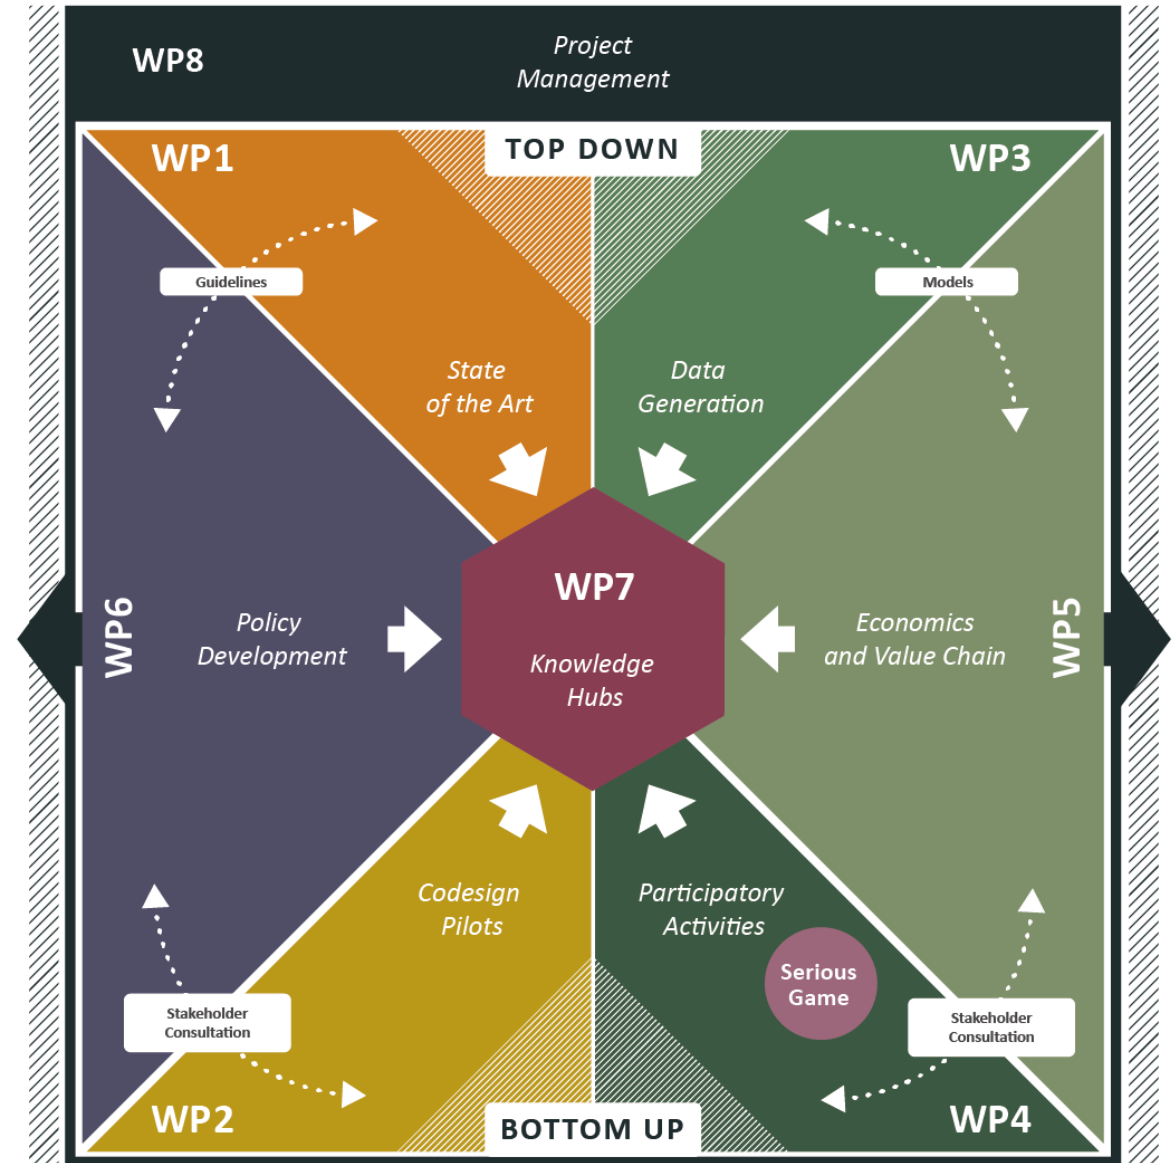 WP8
Project
Management
TOP DOWN
WP1
WP3
Guidelines
Models
State
of the Art
Data
Generation
WP7
Knowledge
Hubs
WP6
Policy
Development
Economics
and Value Chain
WP5
Codesign
Pilots
Participatory
Activities
Serious
Game
Stakeholder
Consultation
Stakeholder
Consultation
WP2
WP4
BOTTOM UP